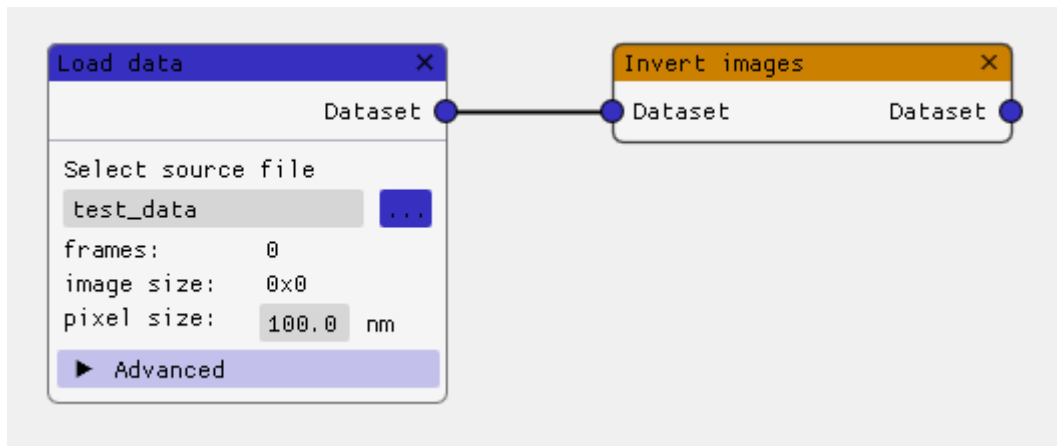 Load data
Dataset
Select source file
test_data ...
frames: 0
image size: 0x0
pixel size: 100.0 nm
Advanced
Invert images
Dataset Dataset